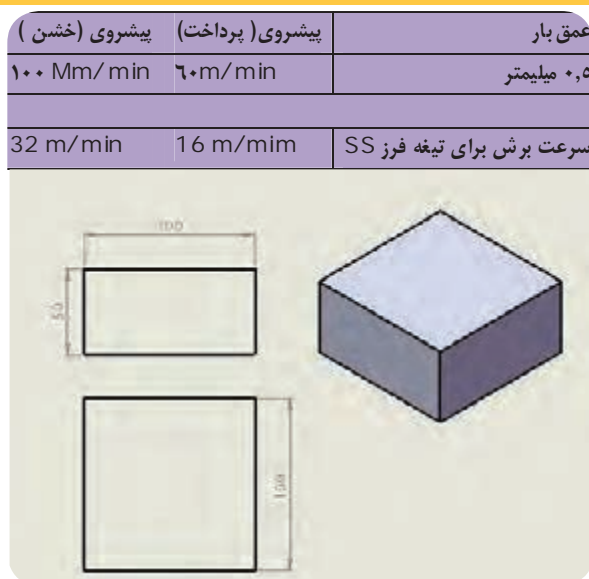 عمق بار پیشروی( پرداخت) پیشروی (خشن )
۰,۵ میلیمتر ٦۰m/min ۱۰۰ Mm/min
سرعت برش برای تیغه فرز SS 16 m/mim 32 m/min
100
50
100